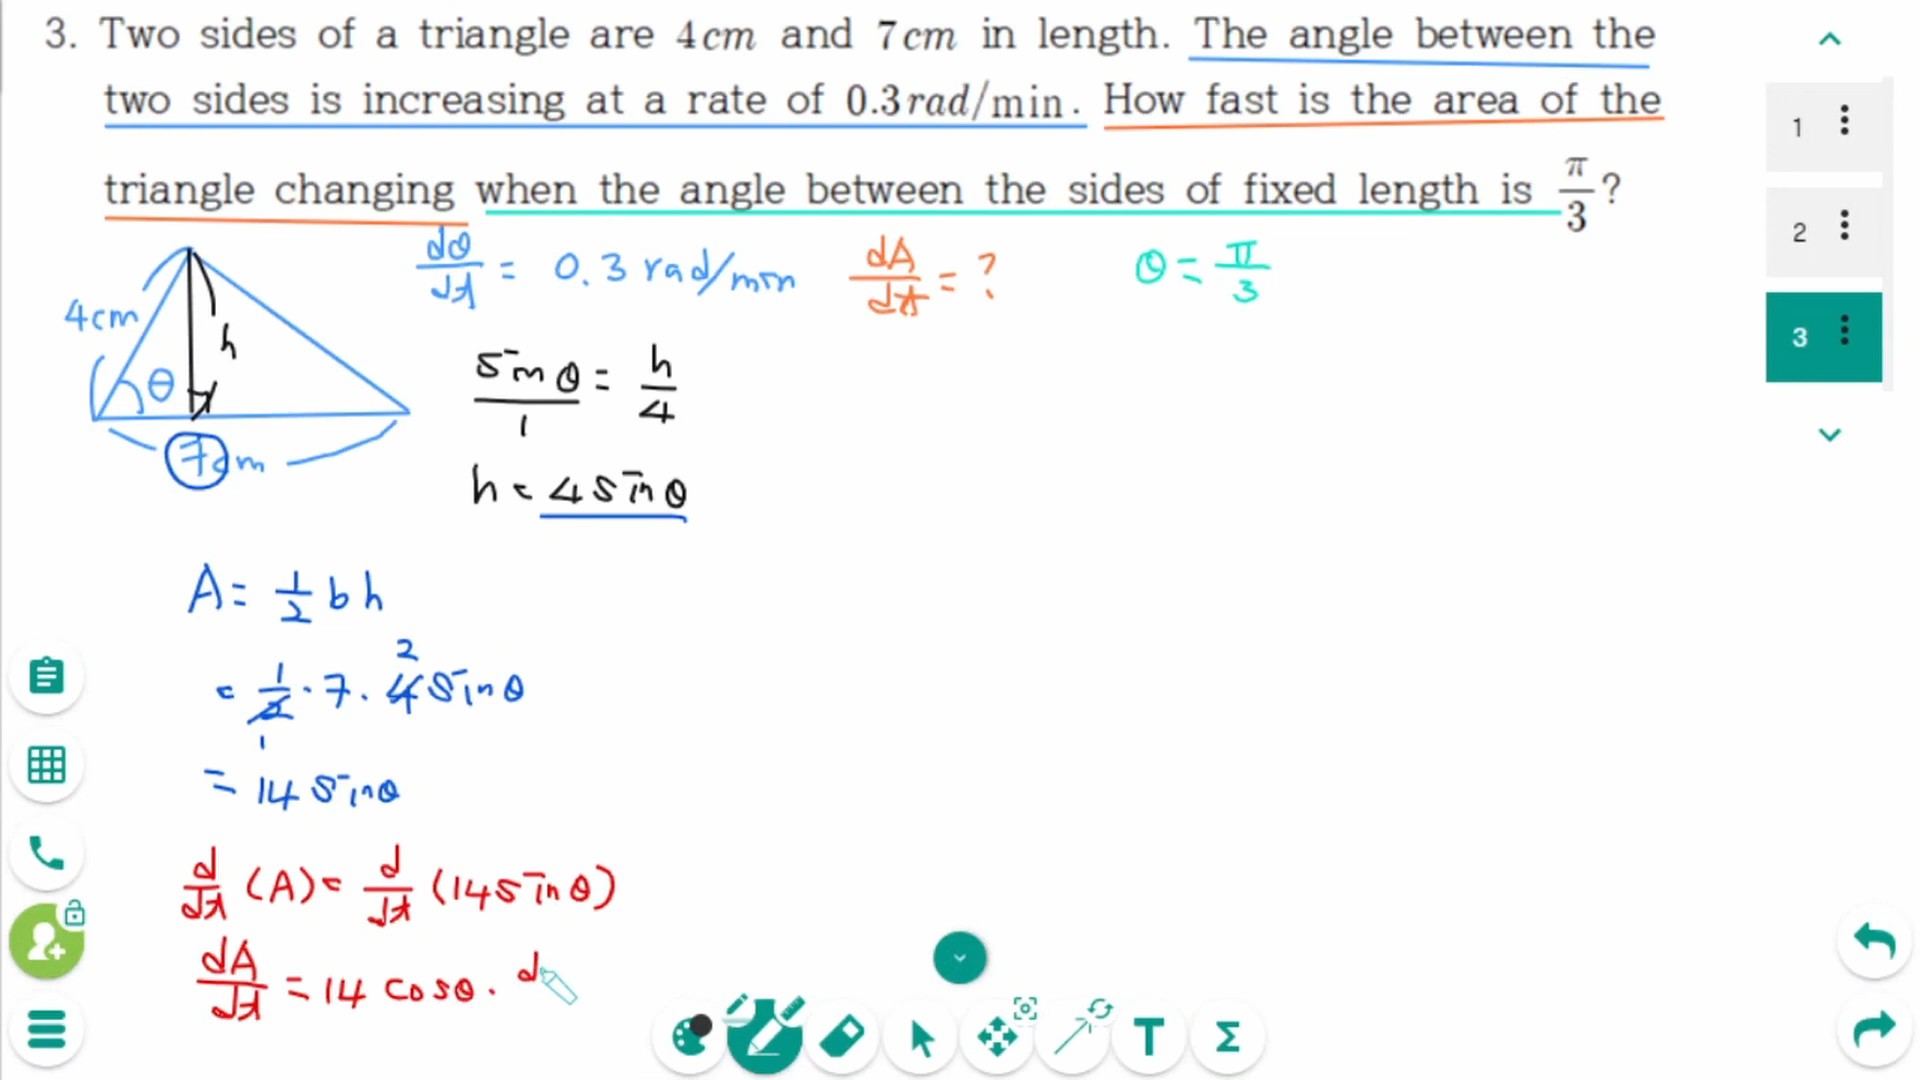 3. Two sides of a triangle are 4cm and 7cm in length. The angle between the
two sides is increasing at a rate of 0.3rad/min. How fast is the area of the
triangle changing when the angle between the sides of fixed length is π/3?
dθ/dt = 0.3 rad/min dA/dt = ? θ = π/3
4cm
h
θ
7cm
sinθ/1 = h/4
h = 4sinθ
A = 1/2 bh
2
= 1/2 · 7 · 4sinθ
1
= 14 sinθ
d/dt (A) = d/dt (14sinθ)
dA/dt = 14 cosθ · d
1
2
3
T
Σ